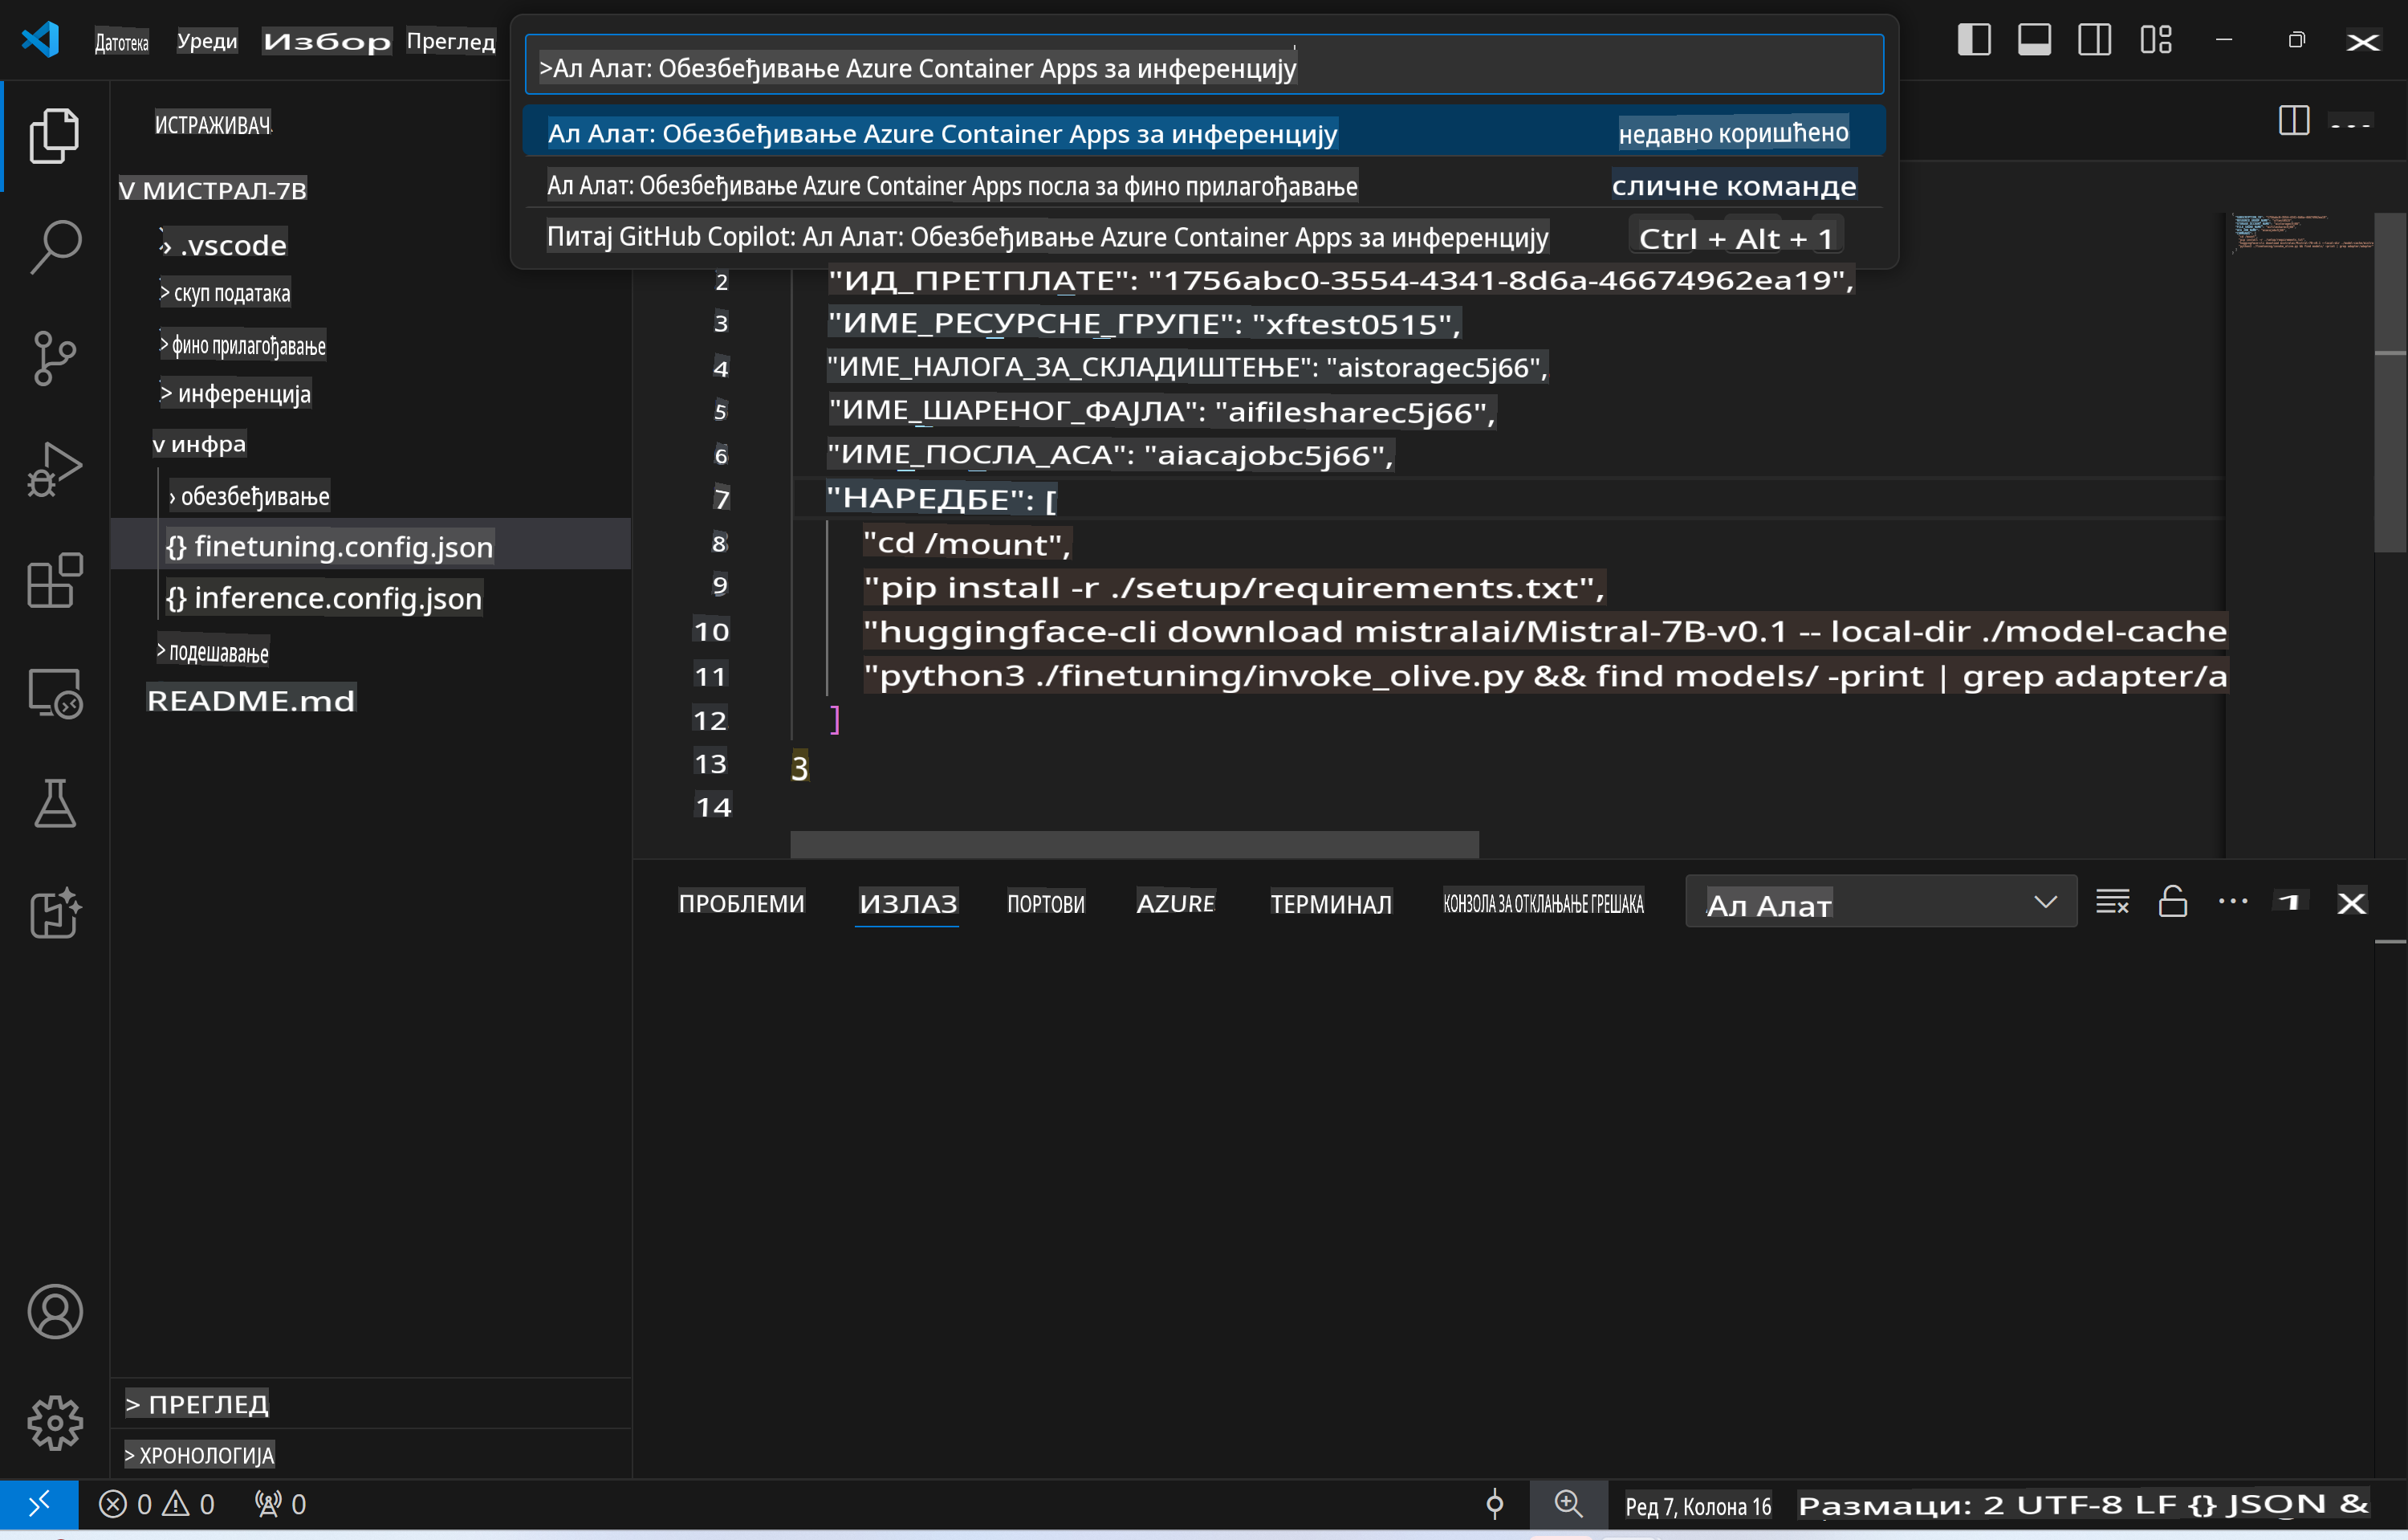 Датотека Уреди Избор Преглед
>Ал Алат: Обезбеђивање Azure Container Apps за инференцију
Ал Алат: Обезбеђивање Azure Container Apps за инференцију недавно коришћено
Ал Алат: Обезбеђивање Azure Container Apps посла за фино прилагођавање сличне команде
Питај GitHub Copilot: Ал Алат: Обезбеђивање Azure Container Apps за инференцију Ctrl + Alt + 1
ИСТРАЖИВАЧ
V МИСТРАЛ-7В
> .vscode
> скуп података
> фино прилагођавање
> инференција
v инфра
› обезбеђивање
{} finetuning.config.json
{} inference.config.json
> подешавање
README.md
> ПРЕГЛЕД
> ХРОНОЛОГИЈА
2 "ИД_ПРЕТПЛАТЕ": "1756abc0-3554-4341-8d6a-46674962ea19",
3 "ИМЕ_РЕСУРСНЕ_ГРУПЕ": "xftest0515",
4 "ИМЕ_НАЛОГА_ЗА_СКЛАДИШТЕЊЕ": "aistoragec5j66",
5 "ИМЕ_ШАРЕНОГ_ФАЈЛА": "aifilesharec5j66",
6 "ИМЕ_ПОСЛА_АСА": "aiacajobc5j66",
7 "НАРЕДБЕ": [
8 "cd /mount",
9 "pip install -r ./setup/requirements.txt",
10 "huggingface-cli download mistralai/Mistral-7B-v0.1 -- local-dir ./model-cache
11 "python3 ./finetuning/invoke_olive.py && find models/ -print | grep adapter/a
12 ]
13 3
14
ПРОБЛЕМИ ИЗЛАЗ ПОРТОВИ AZURE ТЕРМИНАЛ КОНЗОЛА ЗА ОТКЛАЊАЊЕ ГРЕШАКА Ал Алат
0 0 0 Ред 7, Колона 16 Размаци: 2 UTF-8 LF {} JSON &